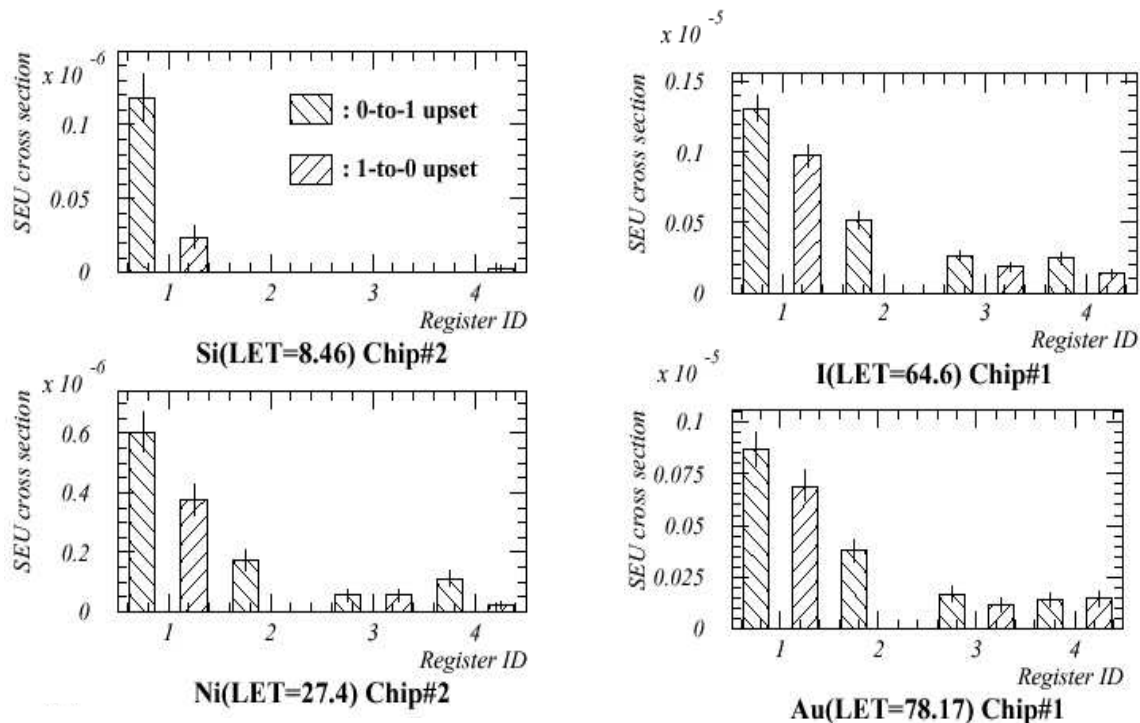 x 10 -6
SEU cross section
0.1
0.05
0
: 0-to-1 upset
: 1-to-0 upset
1 2 3 4
Register ID
Si(LET=8.46) Chip#2
x 10 -5
SEU cross section
0.15
0.1
0.05
0
1 2 3 4
Register ID
I(LET=64.6) Chip#1
x 10 -6
SEU cross section
0.6
0.4
0.2
0
1 2 3 4
Register ID
Ni(LET=27.4) Chip#2
x 10 -5
SEU cross section
0.1
0.075
0.05
0.025
0
1 2 3 4
Register ID
Au(LET=78.17) Chip#1